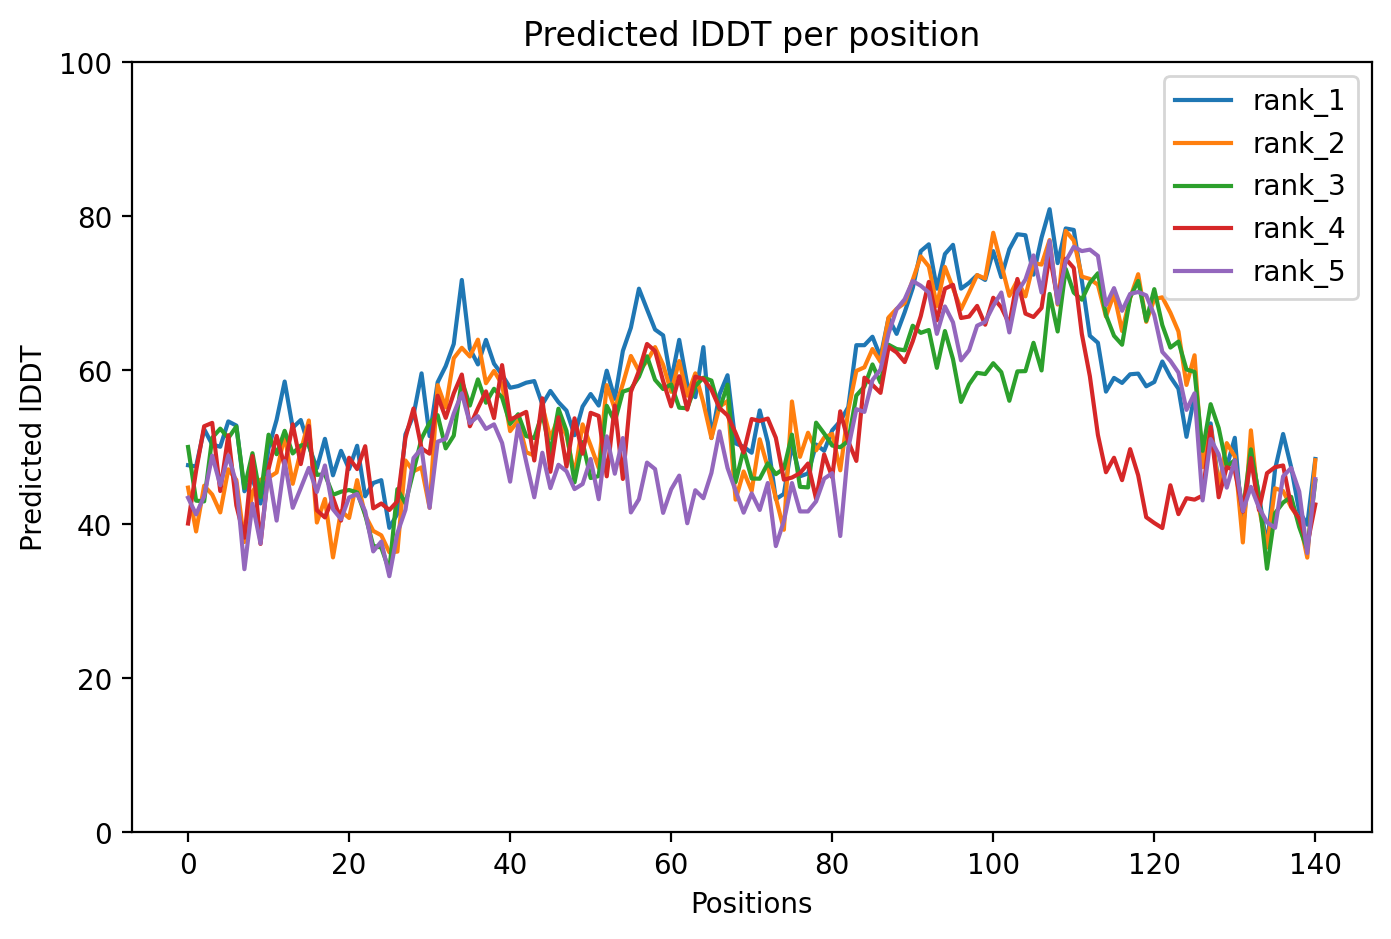 Predicted lDDT per position
100
80
60
40
20
0
Predicted lDDT
rank_1
rank_2
rank_3
rank_4
rank_5
0 20 40 60 80 100 120 140
Positions